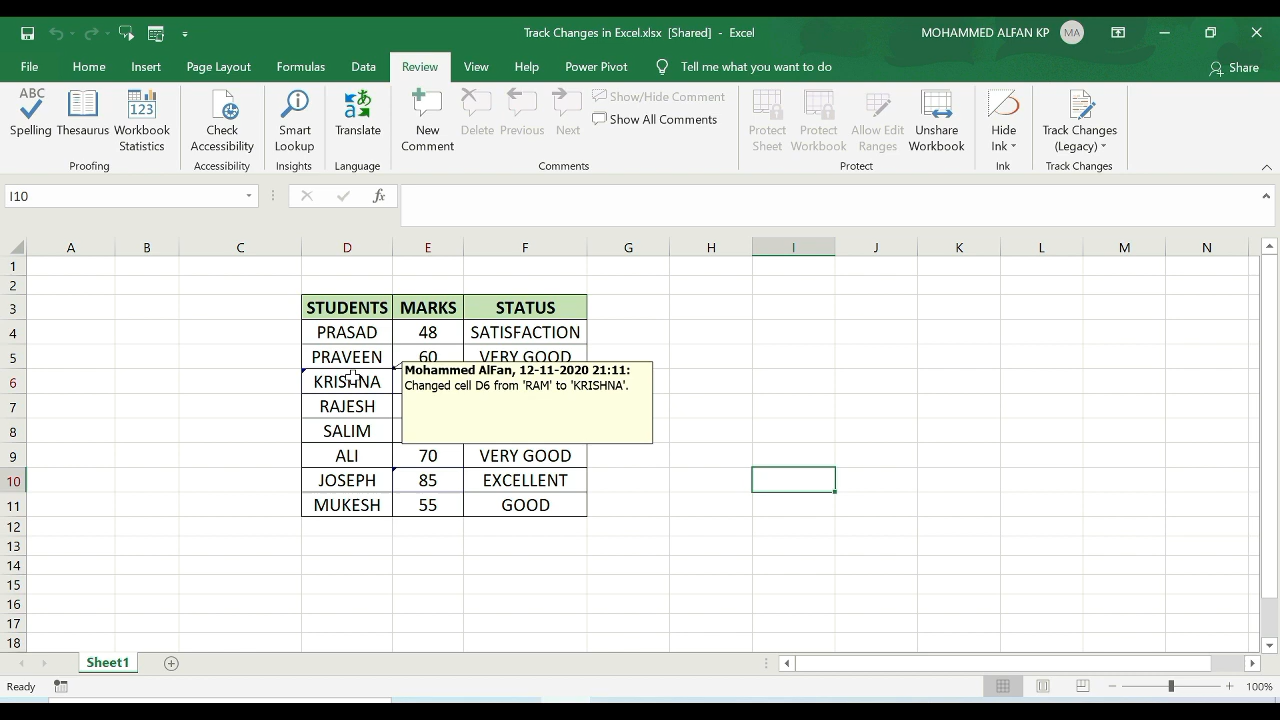 Track Changes in Excel.xlsx [Shared] - Excel
MOHAMMED ALFAN KP
MA
File Home Insert Page Layout Formulas Data Review View Help Power Pivot Tell me what you want to do Share
ABC
Spelling
Thesaurus
123
Workbook
Statistics
Proofing
Check
Accessibility
Accessibility
Smart
Lookup
Insights
Translate
Language
New
Comment
Delete
Previous
Next
Show/Hide Comment
Show All Comments
Comments
Protect
Sheet
Protect
Workbook
Allow Edit
Ranges
Unshare
Workbook
Protect
Hide
Ink
Ink
Track Changes
(Legacy)
Track Changes
I10
fx
A B C D E F G H I J K L M N
1
2
3 STUDENTS MARKS STATUS
4 PRASAD 48 SATISFACTION
5 PRAVEEN 60 VERY GOOD
6 KRISHNA
Mohammed AlFan, 12-11-2020 21:11:
Changed cell D6 from 'RAM' to 'KRISHNA'.
7 RAJESH
8 SALIM
9 ALI 70 VERY GOOD
10 JOSEPH 85 EXCELLENT
11 MUKESH 55 GOOD
12
13
14
15
16
17
18
Sheet1
Ready
100%